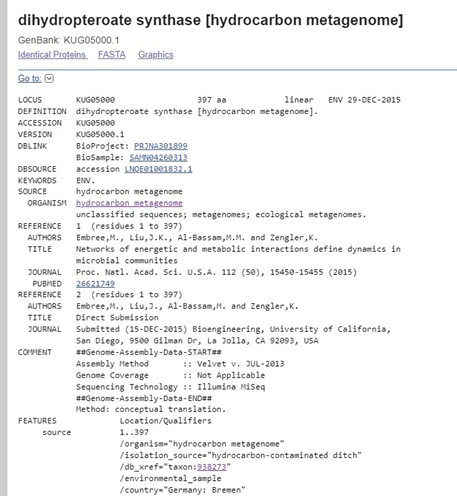 dihydropteroate synthase [hydrocarbon metagenome]
GenBank: KUG05000.1
Identical Proteins FASTA Graphics
Go to:
LOCUS KUG05000 397 aa linear ENV 29-DEC-2015
DEFINITION dihydropteroate synthase [hydrocarbon metagenome].
ACCESSION KUG05000
VERSION KUG05000.1
DBLINK BioProject: PRJNA301899
BioSample: SAMN04260313
DBSOURCE accession LNQE01001832.1
KEYWORDS ENV.
SOURCE hydrocarbon metagenome
ORGANISM hydrocarbon metagenome
unclassified sequences; metagenomes; ecological metagenomes.
REFERENCE 1 (residues 1 to 397)
AUTHORS Embree,M., Liu,J.K., Al-Bassam,M.M. and Zengler,K.
TITLE Networks of energetic and metabolic interactions define dynamics in
microbial communities
JOURNAL Proc. Natl. Acad. Sci. U.S.A. 112 (50), 15450-15455 (2015)
PUBMED 26621749
REFERENCE 2 (residues 1 to 397)
AUTHORS Embree,M., Liu,J., Al-Bassam,M. and Zengler,K.
TITLE Direct Submission
JOURNAL Submitted (15-DEC-2015) Bioengineering, University of California,
San Diego, 9500 Gilman Dr, La Jolla, CA 92093, USA
COMMENT ##Genome-Assembly-Data-START##
Assembly Method :: Velvet v. JUL-2013
Genome Coverage :: Not Applicable
Sequencing Technology :: Illumina MiSeq
##Genome-Assembly-Data-END##
Method: conceptual translation.
FEATURES Location/Qualifiers
source 1..397
/organism="hydrocarbon metagenome"
/isolation_source="hydrocarbon-contaminated ditch"
/db_xref="taxon:938273"
/environmental_sample
/country="Germany: Bremen"